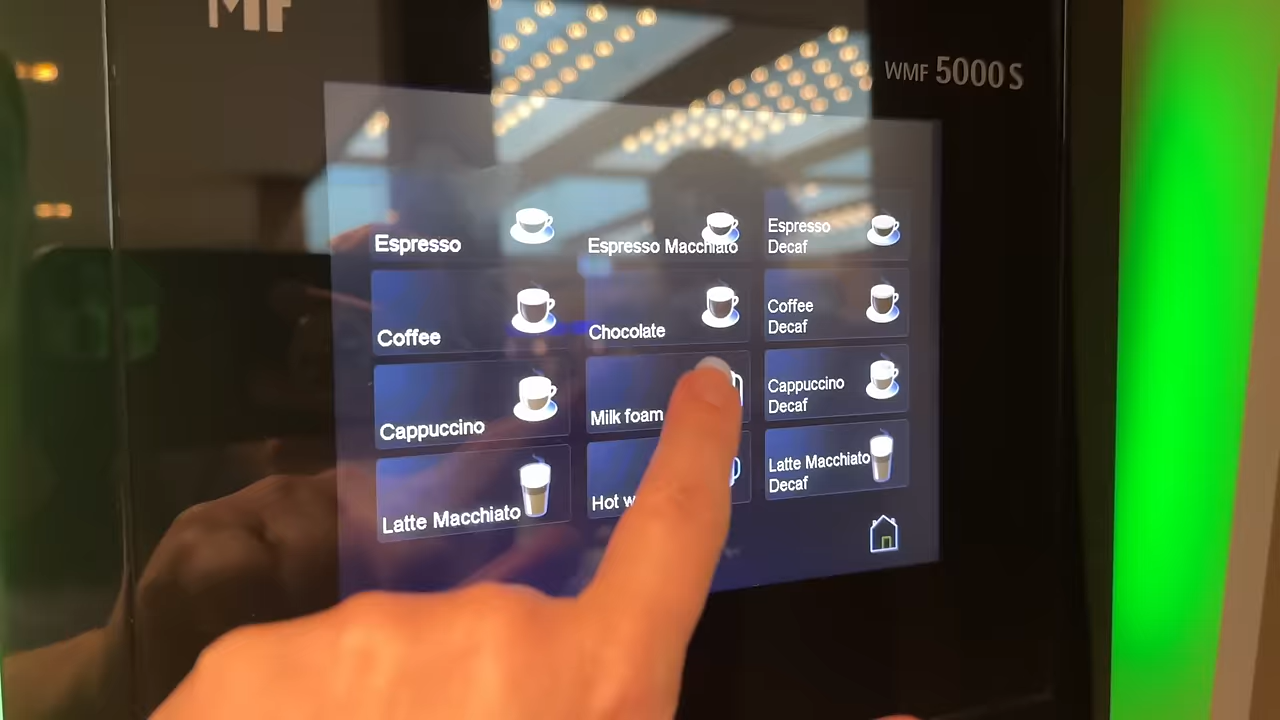 WMF 5000 S
Espresso
Espresso Macchiato
Espresso
Decaf
Coffee
Chocolate
Coffee
Decaf
Cappuccino
Milk foam
Cappuccino
Decaf
Latte Macchiato
Hot
Latte Macchiato
Decaf